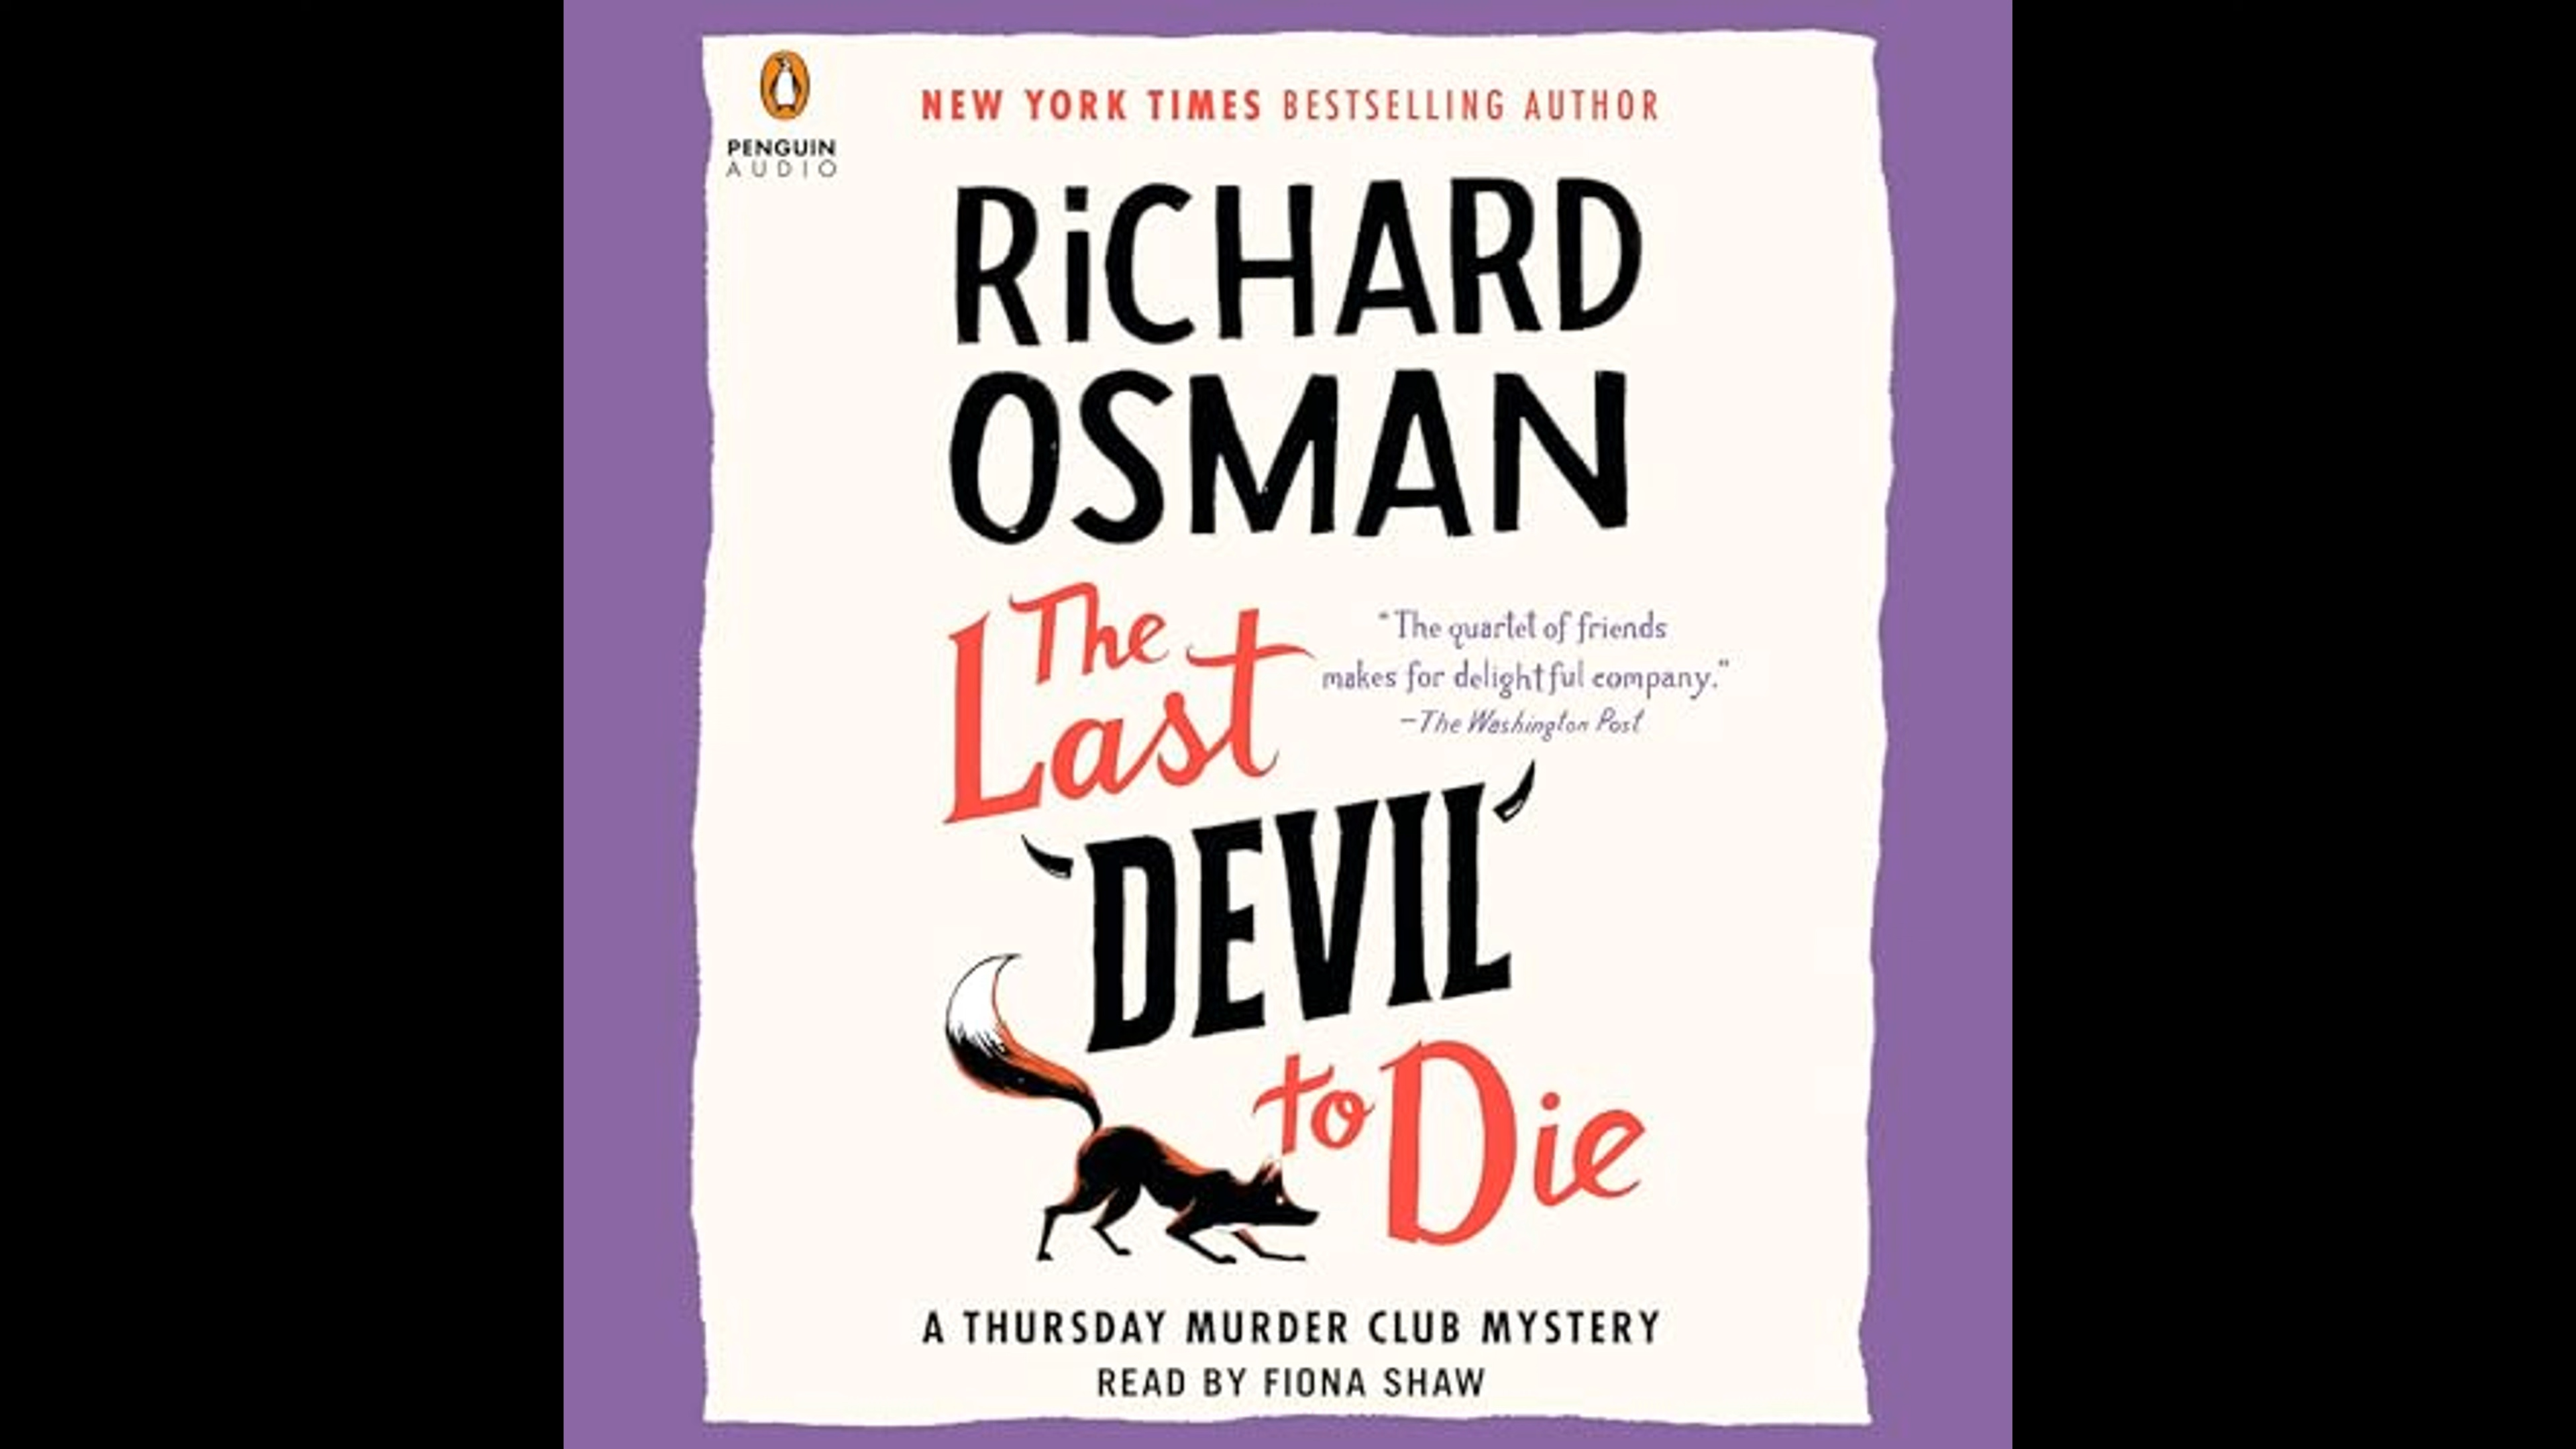 PENGUIN
AUDIO
NEW YORK TIMES BESTSELLING AUTHOR
RiCHARD
OSMAN
The
Last
"The quartet of friends
makes for delightful company."
–The Washington Post
DEVIL
to Die
A THURSDAY MURDER CLUB MYSTERY
READ BY FIONA SHAW